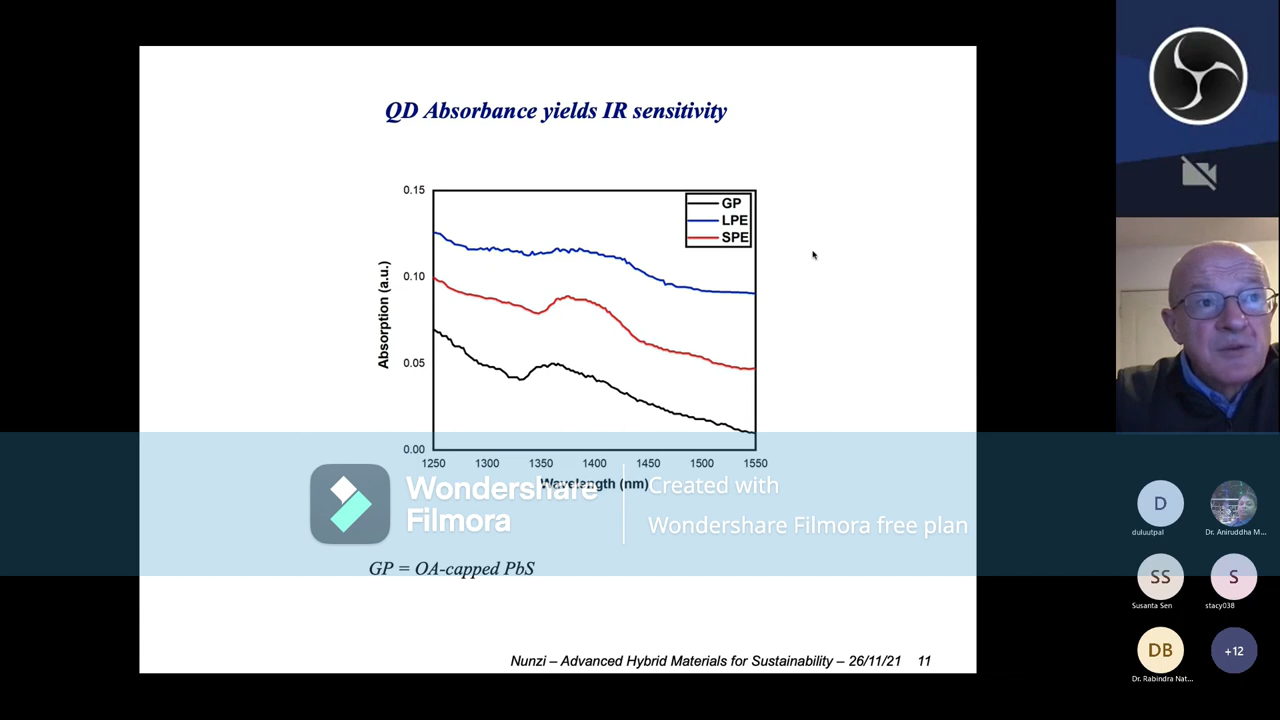 QD Absorbance yields IR sensitivity
0.15
0.10
0.05
0.00
Absorption (a.u.)
GP
LPE
SPE
1250 1300 1350 1400 1450 1500 1550
Wavelength (nm)
Wondershare
Filmora
Created with
Wondershare Filmora free plan
GP = OA-capped PbS
Nunzi – Advanced Hybrid Materials for Sustainability – 26/11/21 11
D
duluutpal
Dr. Aniruddha M...
SS
Susanta Sen
S
stacy038
DB
Dr. Rabindra Nat...
+12